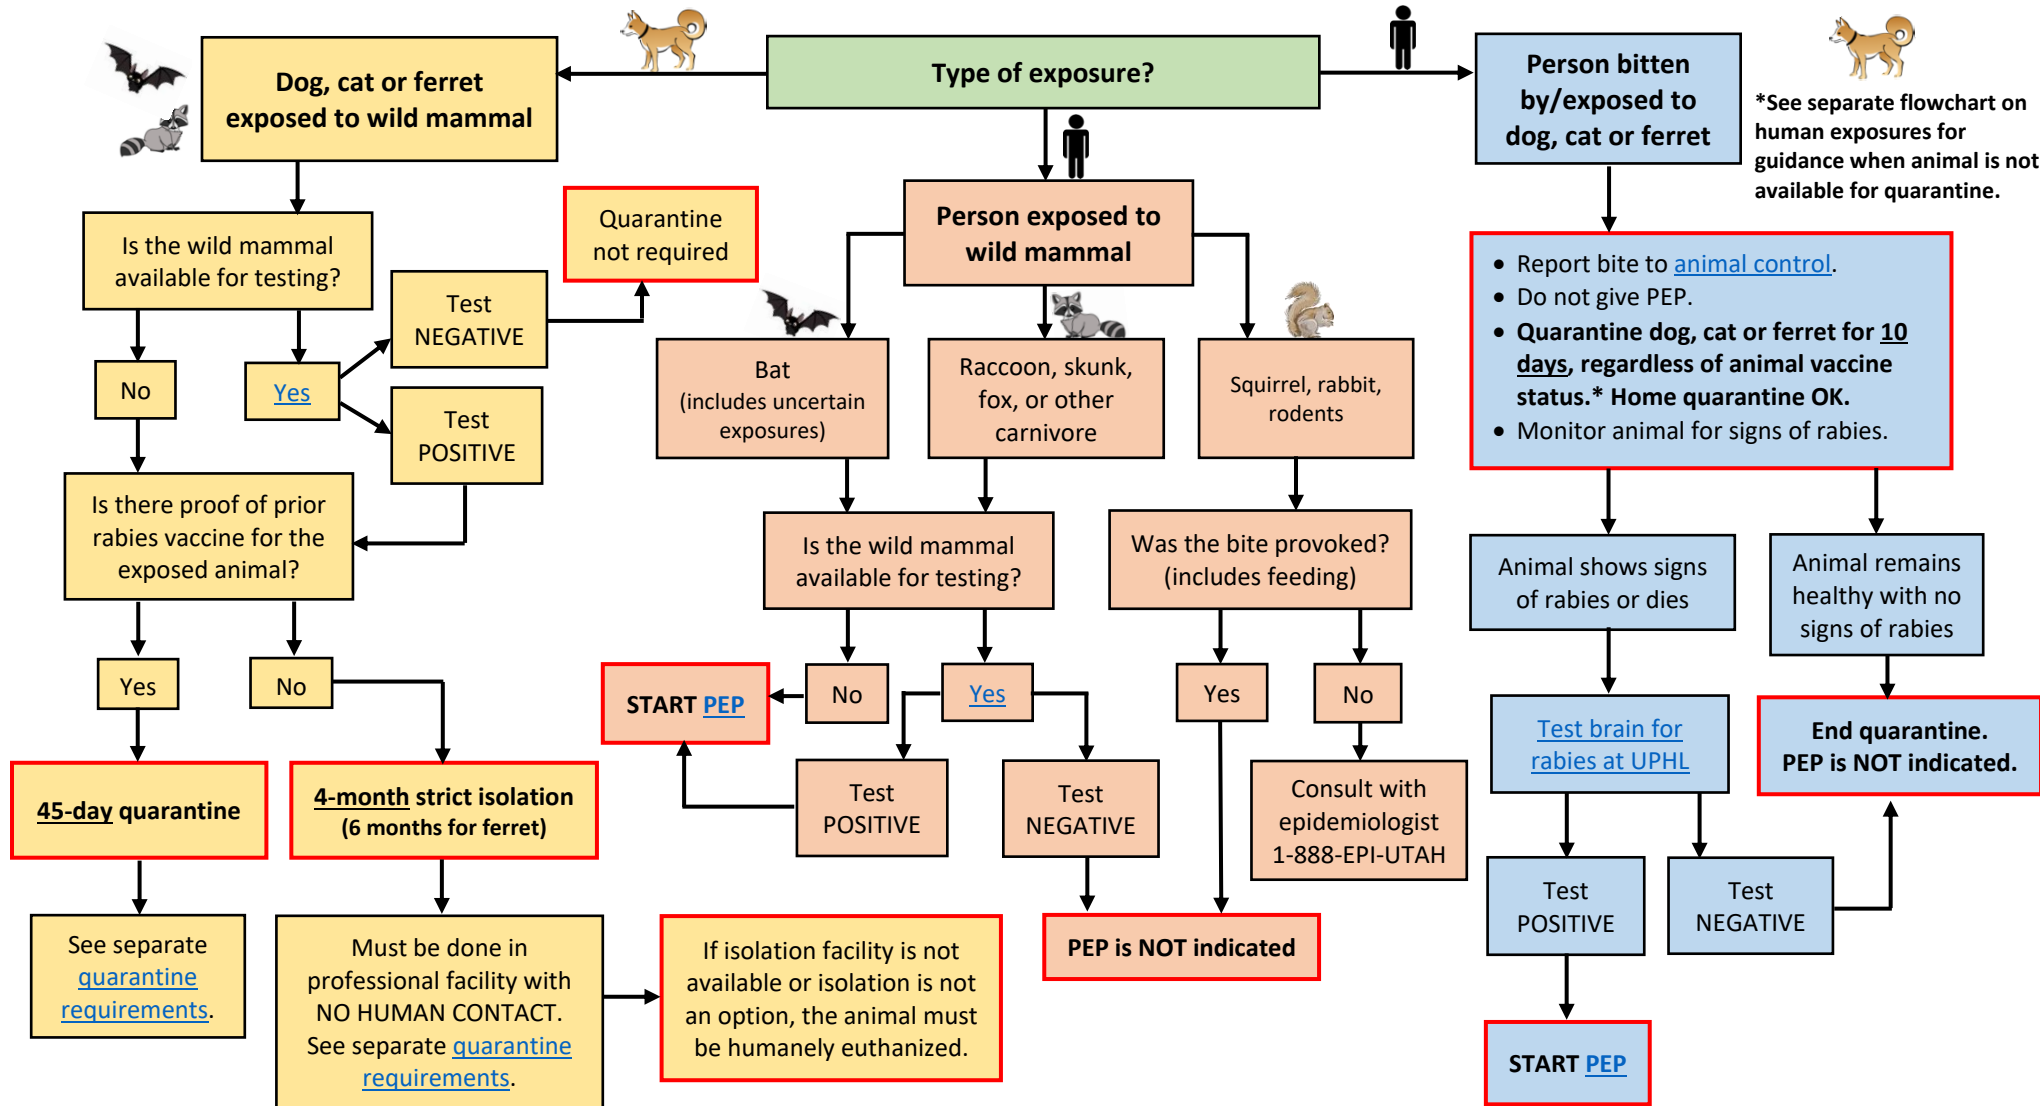 Type of exposure?
Dog, cat or ferret
exposed to wild mammal
Is the wild mammal
available for testing?
No
Yes
Test
NEGATIVE
Quarantine
not required
Test
POSITIVE
Is there proof of prior
rabies vaccine for the
exposed animal?
Yes
No
45-day quarantine
4-month strict isolation
(6 months for ferret)
See separate
quarantine
requirements.
Must be done in
professional facility with
NO HUMAN CONTACT.
See separate quarantine
requirements.
If isolation facility is not
available or isolation is not
an option, the animal must
be humanely euthanized.
Person exposed to
wild mammal
Bat
(includes uncertain
exposures)
Raccoon, skunk,
fox, or other
carnivore
Squirrel, rabbit,
rodents
Is the wild mammal
available for testing?
Was the bite provoked?
(includes feeding)
START PEP
No
Yes
Yes
No
Test
POSITIVE
Test
NEGATIVE
Consult with
epidemiologist
1-888-EPI-UTAH
PEP is NOT indicated
Person bitten
by/exposed to
dog, cat or ferret
*See separate flowchart on
human exposures for
guidance when animal is not
available for quarantine.
• Report bite to animal control.
• Do not give PEP.
• Quarantine dog, cat or ferret for 10
days, regardless of animal vaccine
status.* Home quarantine OK.
• Monitor animal for signs of rabies.
Animal shows signs
of rabies or dies
Animal remains
healthy with no
signs of rabies
Test brain for
rabies at UPHL
End quarantine.
PEP is NOT indicated.
Test
POSITIVE
Test
NEGATIVE
START PEP